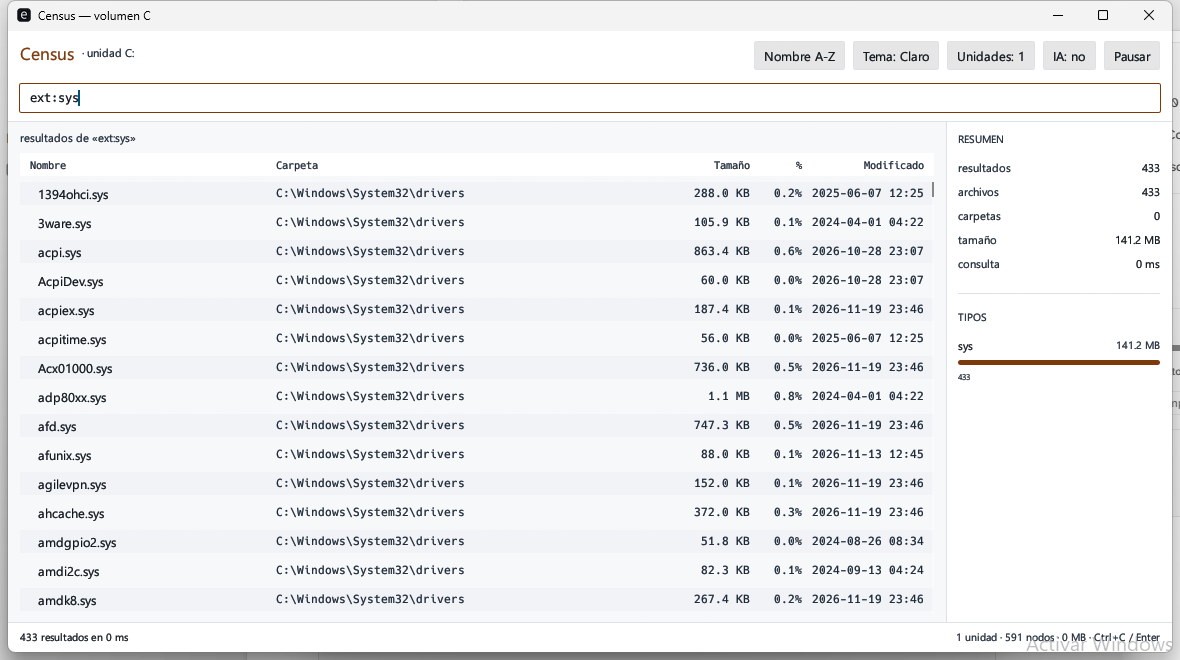 Census — volumen C
Census · unidad C:
Nombre A-Z Tema: Claro Unidades: 1 IA: no Pausar
ext:sys
resultados de «ext:sys»
Nombre Carpeta Tamaño % Modificado
1394ohci.sys C:\Windows\System32\drivers 288.0 KB 0.2% 2025-06-07 12:25
3ware.sys C:\Windows\System32\drivers 105.9 KB 0.1% 2024-04-01 04:22
acpi.sys C:\Windows\System32\drivers 863.4 KB 0.6% 2026-10-28 23:07
AcpiDev.sys C:\Windows\System32\drivers 60.0 KB 0.0% 2026-10-28 23:07
acpiex.sys C:\Windows\System32\drivers 187.4 KB 0.1% 2026-11-19 23:46
acpitime.sys C:\Windows\System32\drivers 56.0 KB 0.0% 2025-06-07 12:25
Acx01000.sys C:\Windows\System32\drivers 736.0 KB 0.5% 2026-11-19 23:46
adp80xx.sys C:\Windows\System32\drivers 1.1 MB 0.8% 2024-04-01 04:22
afd.sys C:\Windows\System32\drivers 747.3 KB 0.5% 2026-11-19 23:46
afunix.sys C:\Windows\System32\drivers 88.0 KB 0.1% 2026-11-13 12:45
agilevpn.sys C:\Windows\System32\drivers 152.0 KB 0.1% 2026-11-19 23:46
ahcache.sys C:\Windows\System32\drivers 372.0 KB 0.3% 2026-11-19 23:46
amdgpio2.sys C:\Windows\System32\drivers 51.8 KB 0.0% 2024-08-26 08:34
amdi2c.sys C:\Windows\System32\drivers 82.3 KB 0.1% 2024-09-13 04:24
amdk8.sys C:\Windows\System32\drivers 267.4 KB 0.2% 2026-11-19 23:46
RESUMEN
resultados 433
archivos 433
carpetas 0
tamaño 141.2 MB
consulta 0 ms
TIPOS
sys 141.2 MB
433
433 resultados en 0 ms
1 unidad · 591 nodos · 0 MB · Ctrl+C / Enter
Activar Windows